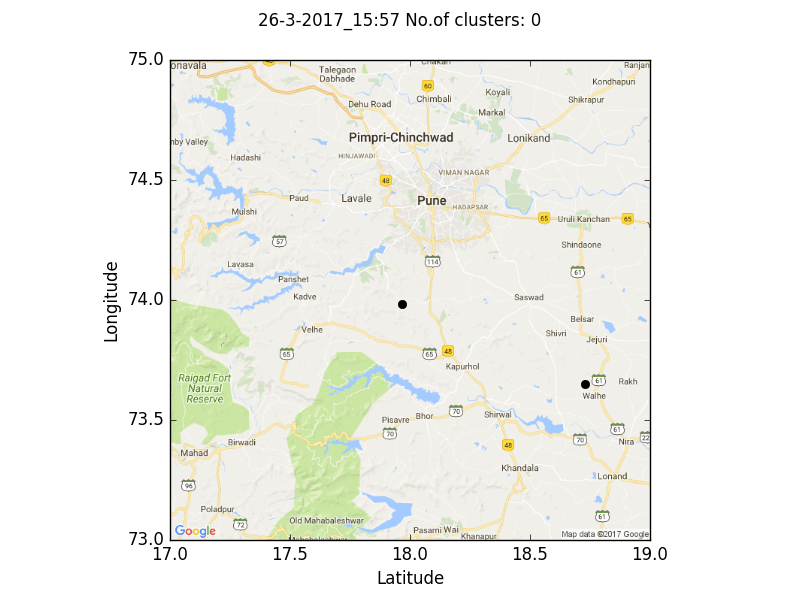 26-3-2017_15:57 No.of clusters: 0
75.0
74.5
74.0
73.5
73.0
17.0
17.5
18.0
18.5
19.0
Latitude
Longitude
onavala
Talegaon
Dabhade
Chakan
Ranjan
Kondhapuri
60
Koyali
Chimbali
Shikrapur
Dehu Road
Markal
Pimpri-Chinchwad
Lonikand
nby Valley
Hadashi
HINJAWADI
VIMAN NAGAR
48
Paud
Lavale
Pune
HADAPSAR
Mulshi
65
Uruli Kanchan
65
57
Shindaone
Lavasa
114
61
Panshet
Kadve
Saswad
Belsar
Velhe
Shivri
Jejuri
65
65
48
Kapurhol
Raigad Fort
Natural
Reserve
61
Rakh
Walhe
70
Shirwal
Pisavre
Bhor
61
70
70
Nira
22
Birwadi
48
Mahad
Khandala
Lonand
96
Poladpur
61
72
Old Mahabaleshwar
Pasarni Wai
Khanapur
Mahabaleshwar
Google
Map data ©2017 Google